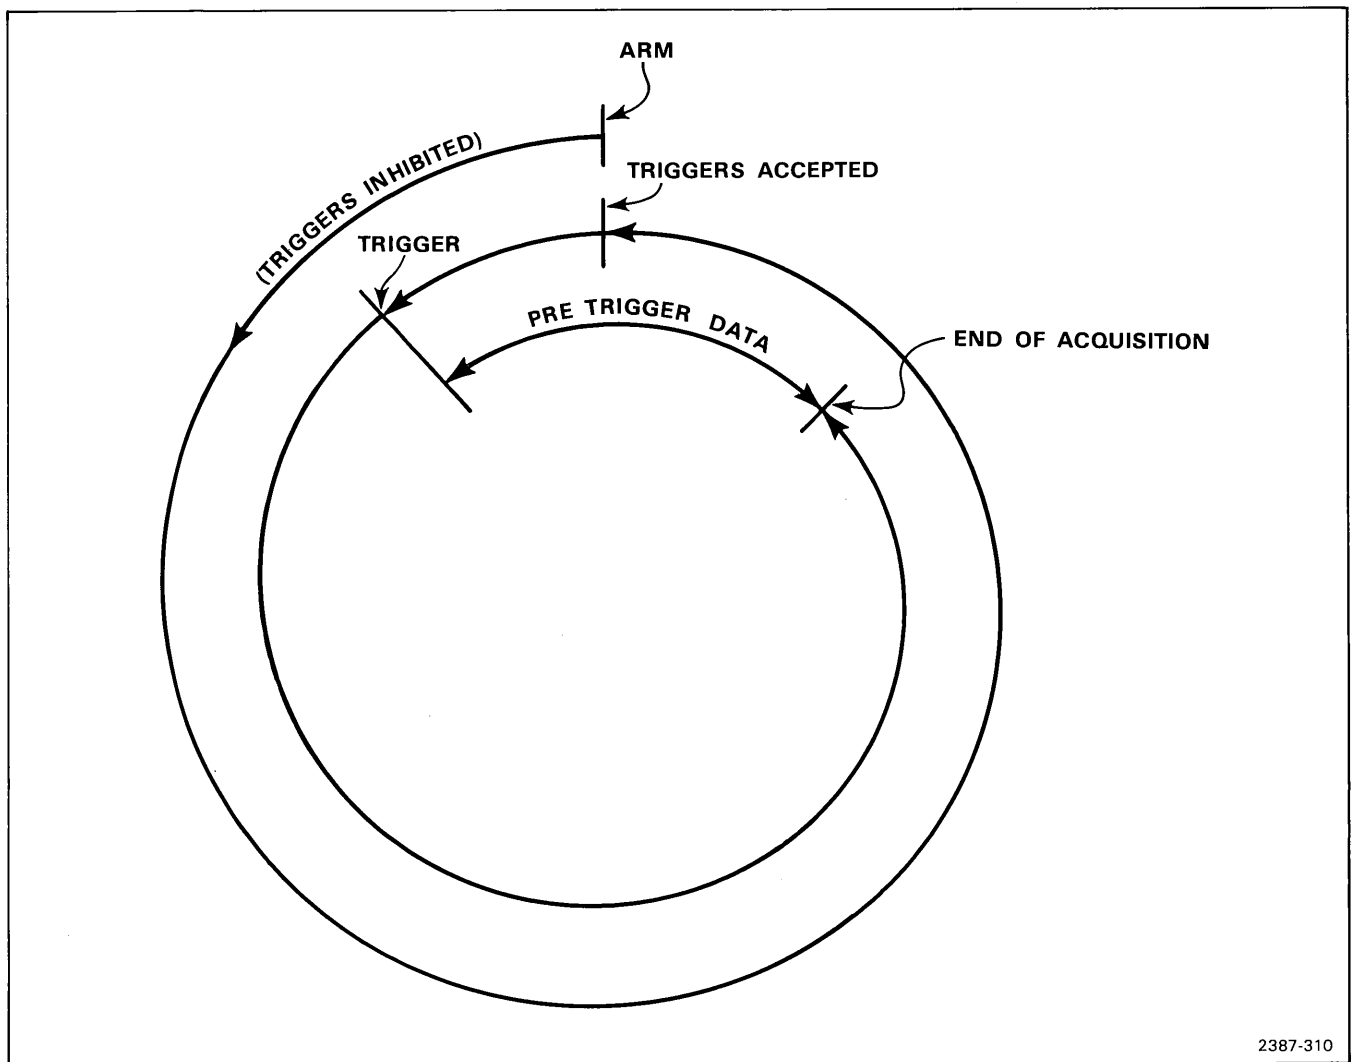 ARM
(TRIGGERS INHIBITED)
TRIGGERS ACCEPTED
TRIGGER
PRE TRIGGER DATA
END OF ACQUISITION
2387-310